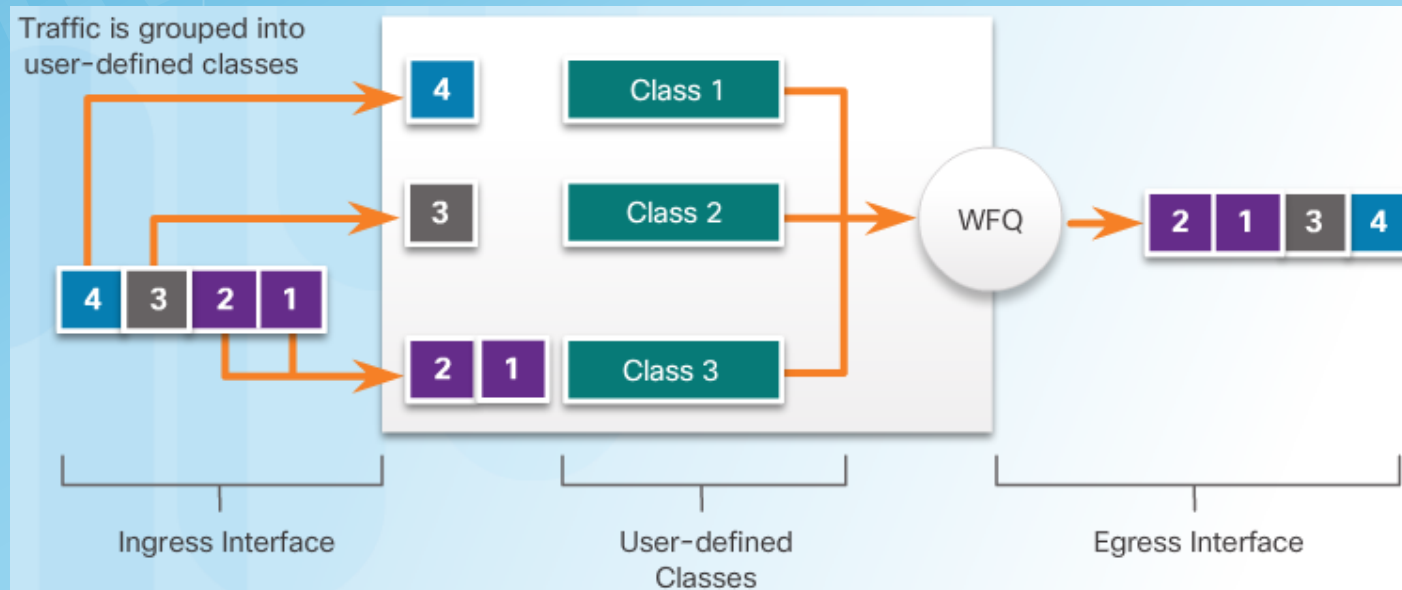 Traffic is grouped into
user-defined classes
4
Class 1
3
Class 2
WFQ
2 1 3 4
4 3 2 1
2 1
Class 3
Ingress Interface
User-defined
Classes
Egress Interface